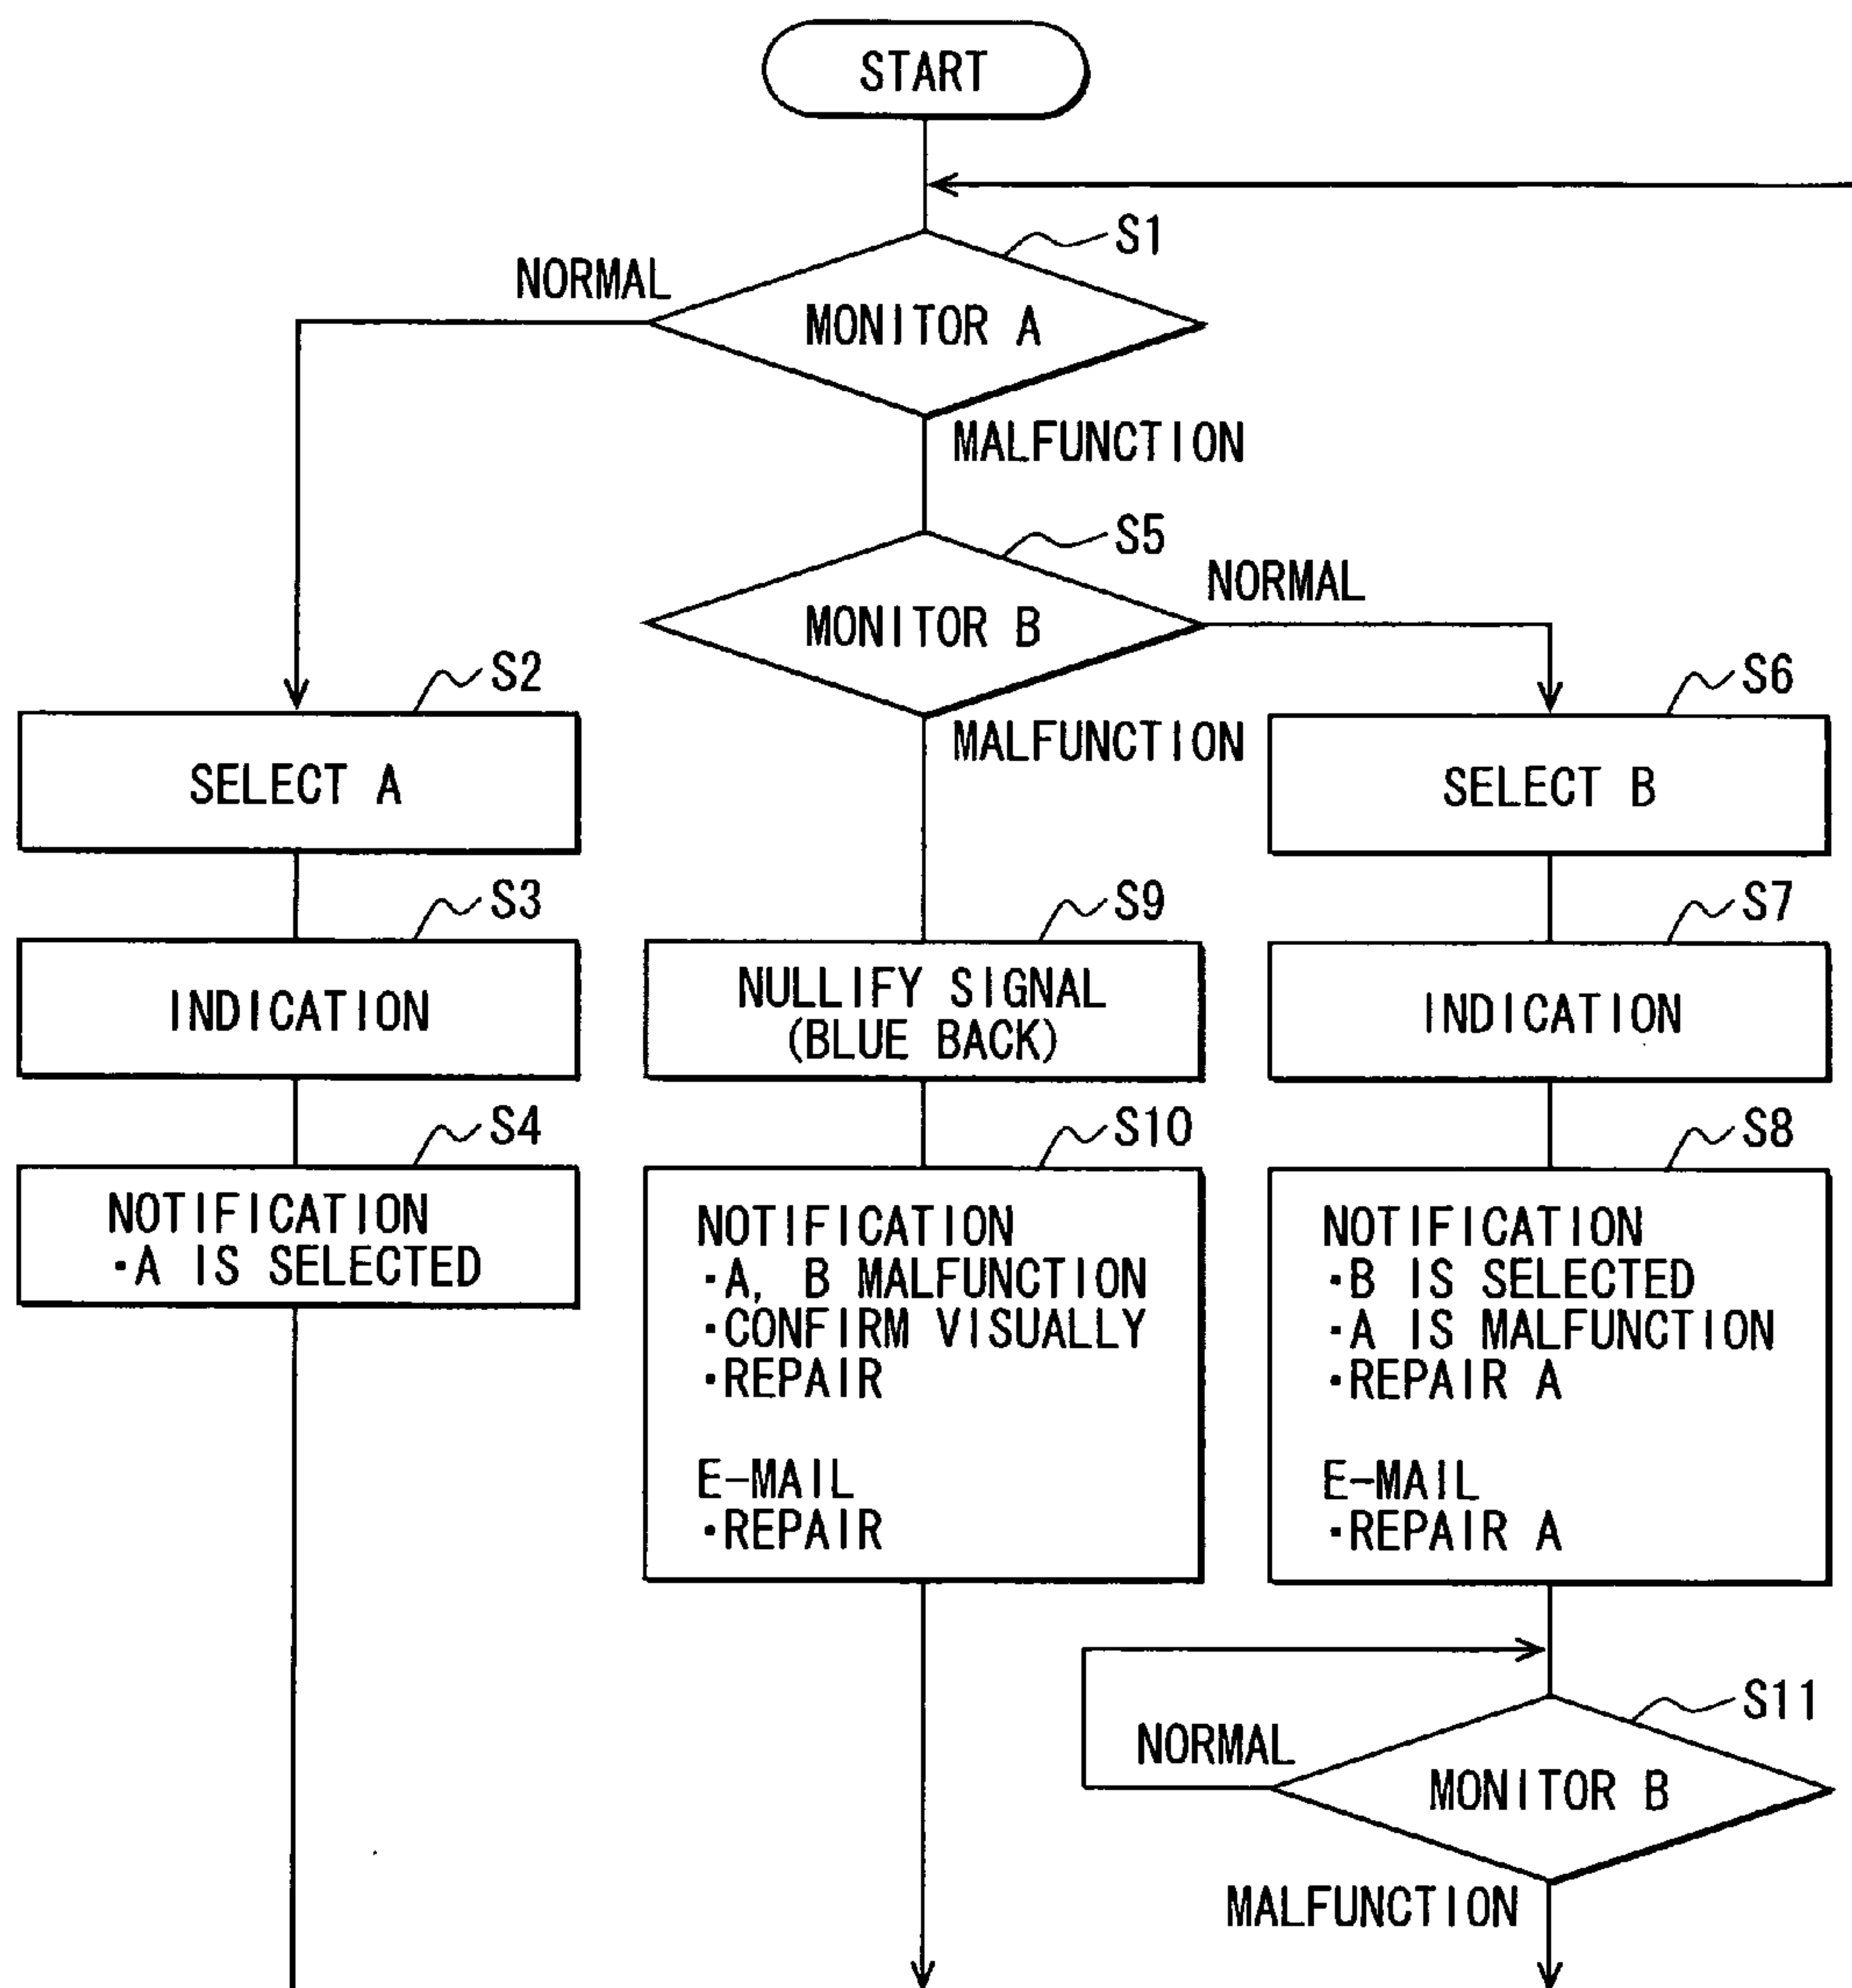 START
S1
NORMAL
MONITOR A
MALFUNCTION
S5
NORMAL
MONITOR B
MALFUNCTION
S2
SELECT A
S6
SELECT B
S3
INDICATION
S9
NULLIFY SIGNAL
(BLUE BACK)
S7
INDICATION
S4
NOTIFICATION
·A IS SELECTED
S10
NOTIFICATION
·A, B MALFUNCTION
·CONFIRM VISUALLY
·REPAIR
E-MAIL
·REPAIR
S8
NOTIFICATION
·B IS SELECTED
·A IS MALFUNCTION
·REPAIR A
E-MAIL
·REPAIR A
S11
NORMAL
MONITOR B
MALFUNCTION